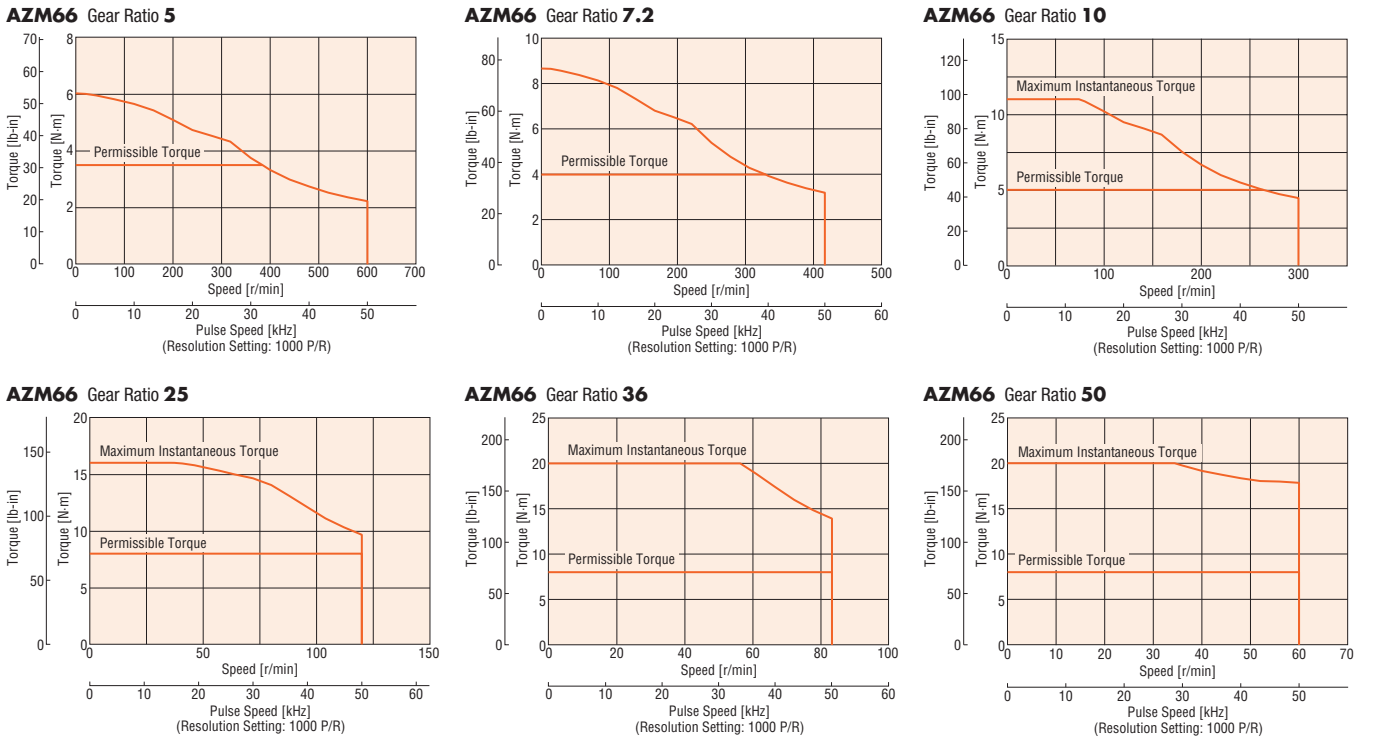 AZM66 Gear Ratio 5
70
60
50
40
30
20
10
0
Torque [lb-in]
8
6
4
2
0
Torque [N·m]
Permissible Torque
0 100 200 300 400 500 600 700
Speed [r/min]
0 10 20 30 40 50
Pulse Speed [kHz]
(Resolution Setting: 1000 P/R)
AZM66 Gear Ratio 7.2
80
60
40
20
0
Torque [lb-in]
10
8
6
4
2
0
Torque [N·m]
Permissible Torque
0 100 200 300 400 500
Speed [r/min]
0 10 20 30 40 50 60
Pulse Speed [kHz]
(Resolution Setting: 1000 P/R)
AZM66 Gear Ratio 10
120
100
80
60
40
20
0
Torque [lb-in]
15
10
5
0
Torque [N·m]
Maximum Instantaneous Torque
Permissible Torque
0 100 200 300
Speed [r/min]
0 10 20 30 40 50
Pulse Speed [kHz]
(Resolution Setting: 1000 P/R)
AZM66 Gear Ratio 25
150
100
50
0
Torque [lb-in]
20
15
10
5
0
Torque [N·m]
Maximum Instantaneous Torque
Permissible Torque
0 50 100 150
Speed [r/min]
0 10 20 30 40 50 60
Pulse Speed [kHz]
(Resolution Setting: 1000 P/R)
AZM66 Gear Ratio 36
200
150
100
50
0
Torque [lb-in]
25
20
15
10
5
0
Torque [N·m]
Maximum Instantaneous Torque
Permissible Torque
0 20 40 60 80 100
Speed [r/min]
0 10 20 30 40 50 60
Pulse Speed [kHz]
(Resolution Setting: 1000 P/R)
AZM66 Gear Ratio 50
200
150
100
50
0
Torque [lb-in]
25
20
15
10
5
0
Torque [N·m]
Maximum Instantaneous Torque
Permissible Torque
0 10 20 30 40 50 60 70
Speed [r/min]
0 10 20 30 40 50
Pulse Speed [kHz]
(Resolution Setting: 1000 P/R)